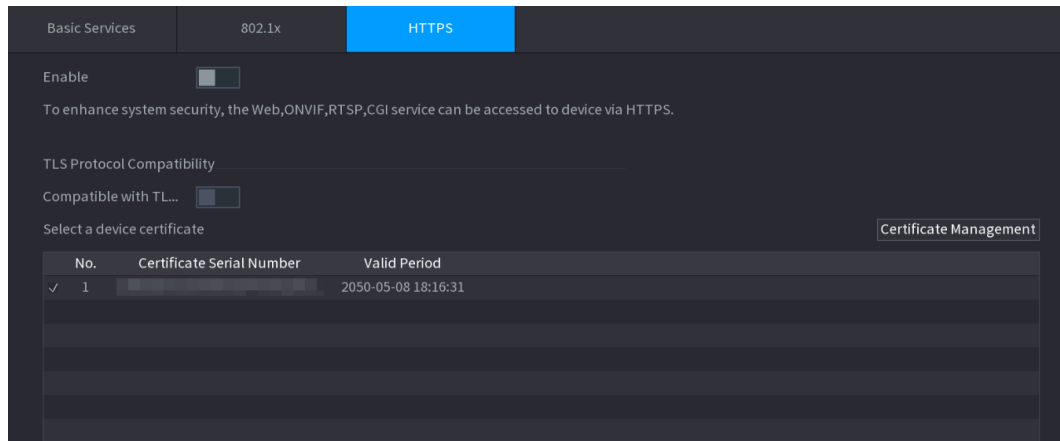 Basic Services 802.1x HTTPS
Enable
To enhance system security, the Web,ONVIF,RTSP,CGI service can be accessed to device via HTTPS.
TLS Protocol Compatibility
Compatible with TL...
Select a device certificate Certificate Management
No. Certificate Serial Number Valid Period
1 2050-05-08 18:16:31